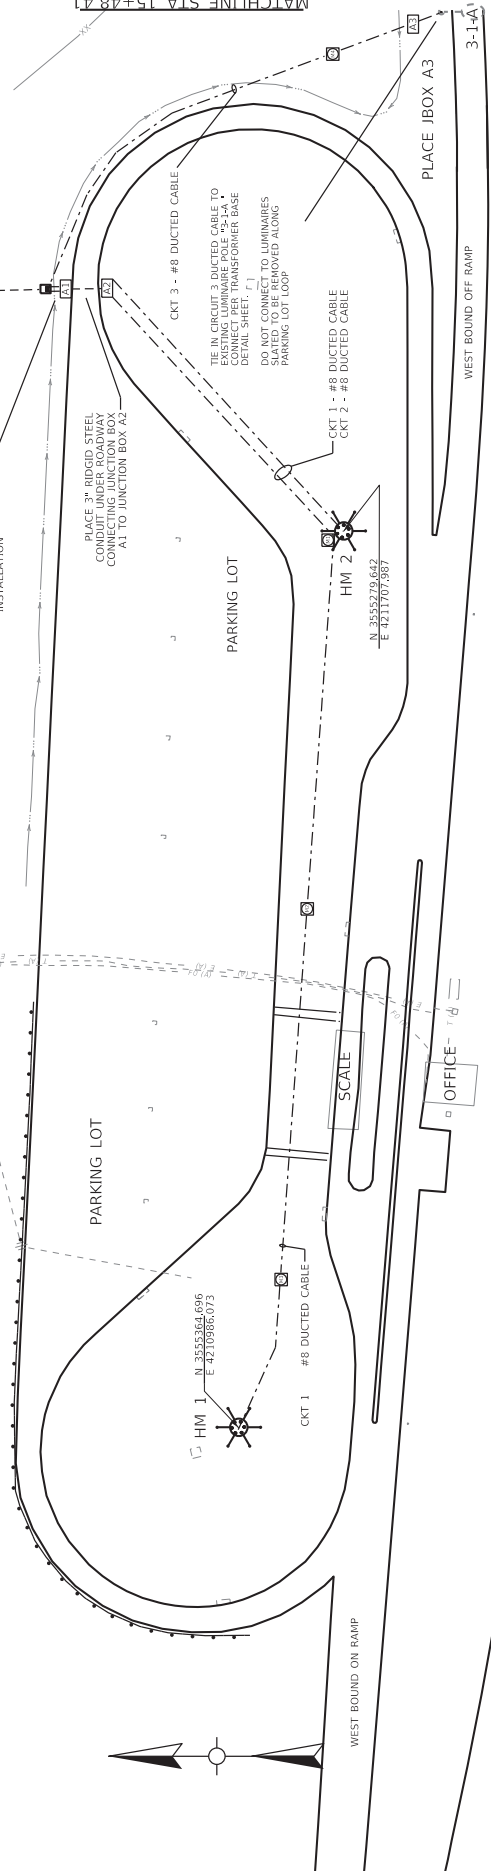 MATCHLINE STA 15+48.41
XX
A3
3-1-A
PLACE JBOX A3
CKT 3 - #8 DUCTED CABLE
TIE IN CIRCUIT 3 DUCTED CABLE TO
EXISTING LUMINAIRE POLE "3-1-A."
CONNECT PER TRANSFORMER BASE
DETAIL SHEET.
DO NOT CONNECT TO LUMINAIRES
SLATED TO BE REMOVED ALONG
PARKING LOT LOOP
WEST BOUND OFF RAMP
A1
A2
CKT 1 - #8 DUCTED CABLE
CKT 2 - #8 DUCTED CABLE
PLACE 3" RIDGID STEEL
CONDUIT UNDER ROADWAY
CONNECTING JUNCTION BOX
A1 TO JUNCTION BOX A2
INSTALLATION
PARKING LOT
HM 2
N 3555279.642
E 4211707.987
E (A)
T (A)
E (A)
FO (A)
T (A)
E (A)
FO (A)
SCALE
OFFICE
PARKING LOT
CKT 1 #8 DUCTED CABLE
HM 1
N 3555364.696
E 4210986.073
WEST BOUND ON RAMP